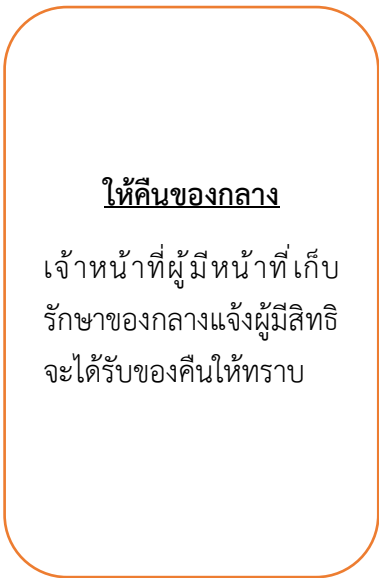 ให้คืนของกลาง
เจ้าหน้าที่ผู้มีหน้าที่เก็บ
รักษาของกลางแจ้งผู้มีสิทธิ
จะได้รับของคืนให้ทราบ